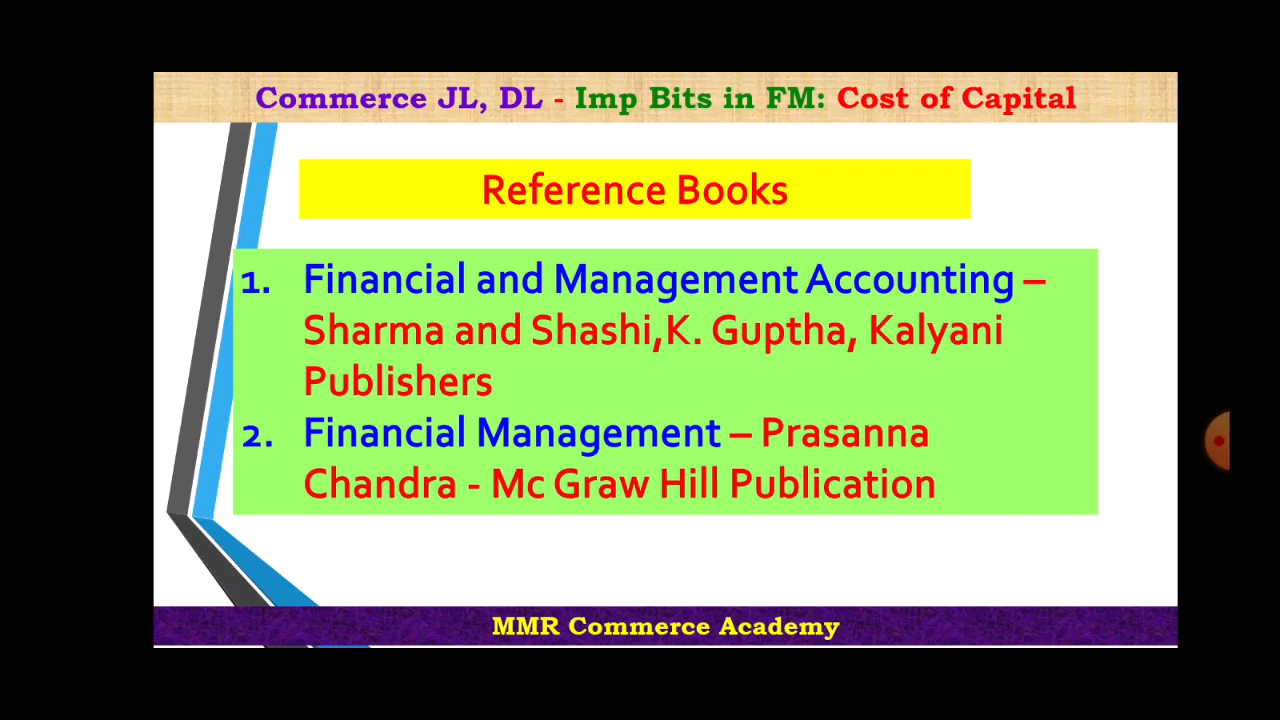 Commerce JL, DL - Imp Bits in FM: Cost of Capital
Reference Books
1. Financial and Management Accounting –
Sharma and Shashi,K. Guptha, Kalyani
Publishers
2. Financial Management – Prasanna
Chandra - Mc Graw Hill Publication
MMR Commerce Academy